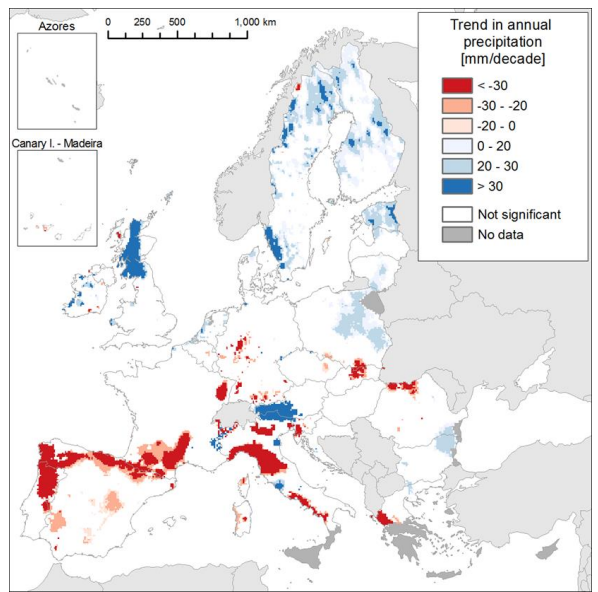 Azores
0 250 500 1,000 km
Canary I. - Madeira
Trend in annual
precipitation
[mm/decade]
< -30
-30 - -20
-20 - 0
0 - 20
20 - 30
> 30
Not significant
No data